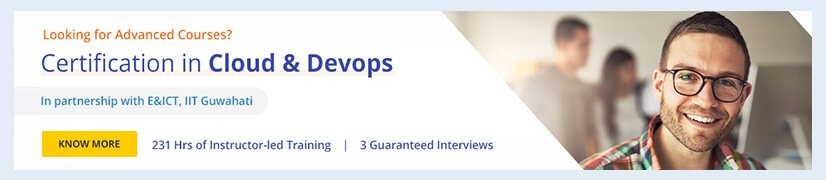 Looking for Advanced Courses?
Certification in Cloud & Devops
In partnership with E&ICT, IIT Guwahati
KNOW MORE 231 Hrs of Instructor-led Training | 3 Guaranteed Interviews